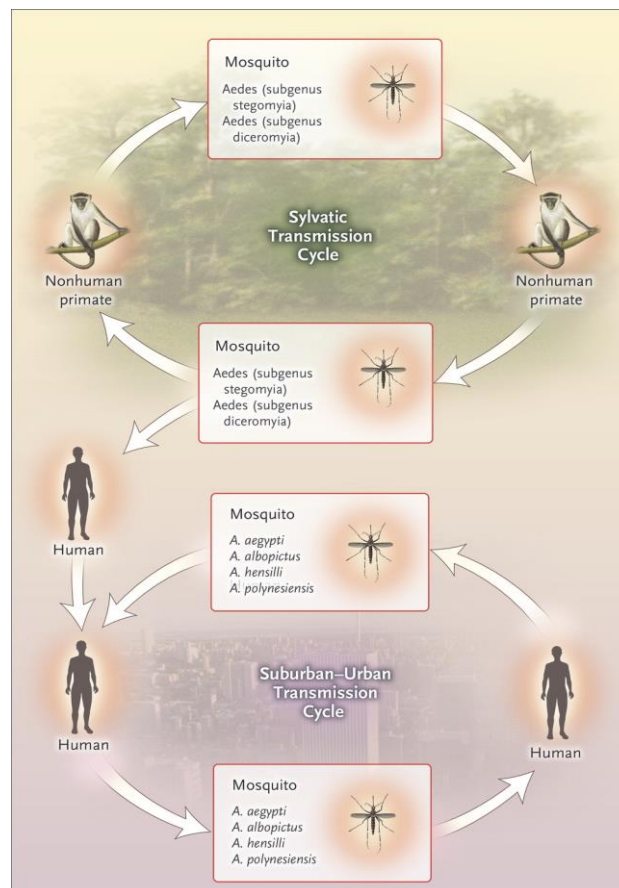 Mosquito
Aedes (subgenus
stegomyia)
Aedes (subgenus
diceromyia)
Sylvatic
Transmission
Cycle
Nonhuman
primate
Nonhuman
primate
Mosquito
Aedes (subgenus
stegomyia)
Aedes (subgenus
diceromyia)
Human
Mosquito
A. aegypti
A. albopictus
A. hensilli
A. polynesiensis
Human
Suburban–Urban
Transmission
Cycle
Human
Mosquito
A. aegypti
A. albopictus
A. hensilli
A. polynesiensis